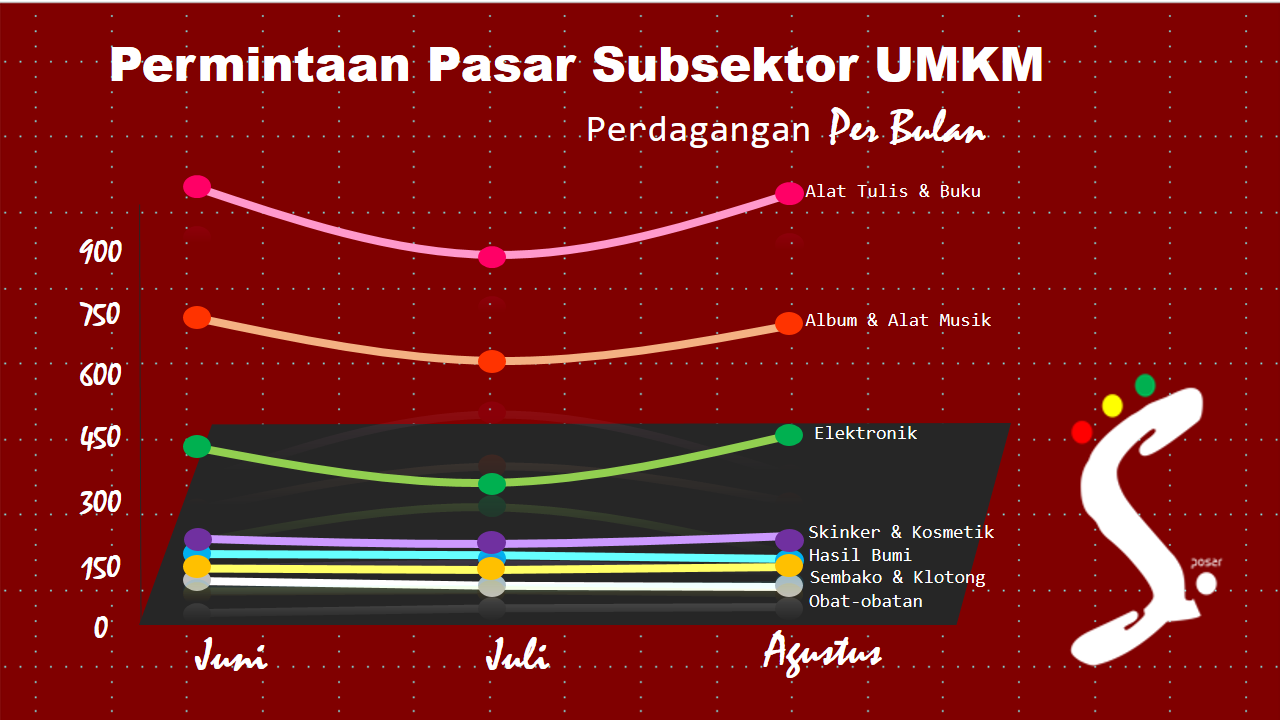 Permintaan Pasar Subsektor UMKM
Perdagangan Per Bulan
Alat Tulis & Buku
900
750
Album & Alat Musik
600
450
Elektronik
300
Skinker & Kosmetik
Hasil Bumi
150
Sembako & Klotong
Obat-obatan
0
Juni
Juli
Agustus
poser